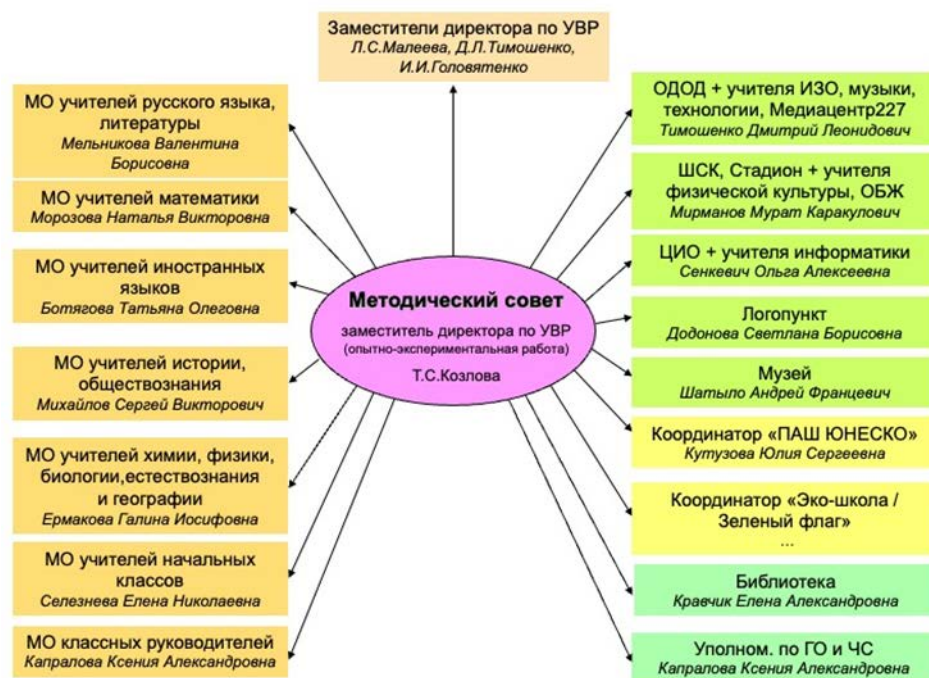 Заместители директора по УВР
Л.С.Малеева, Д.Л.Тимошенко,
И.И.Головятенко
МО учителей русского языка,
литературы
Мельникова Валентина
Борисовна
МО учителей математики
Морозова Наталья Викторовна
МО учителей иностранных
языков
Ботягова Татьяна Олеговна
МО учителей истории,
обществознания
Михайлов Сергей Викторович
МО учителей химии, физики,
биологии,естествознания
и географии
Ермакова Галина Иосифовна
МО учителей начальных
классов
Селезнева Елена Николаевна
МО классных руководителей
Капралова Ксения Александровна
Методический совет
заместитель директора по УВР
(опытно-экспериментальная работа)
Т.С.Козлова
ОДОД + учителя ИЗО, музыки,
технологии, Медиацентр227
Тимошенко Дмитрий Леонидович
ШСК, Стадион + учителя
физической культуры, ОБЖ
Мирманов Мурат Каракулович
ЦИО + учителя информатики
Сенкевич Ольга Алексеевна
Логопункт
Додонова Светлана Борисовна
Музей
Шатыло Андрей Францевич
Координатор «ПАШ ЮНЕСКО»
Кутузова Юлия Сергеевна
Координатор «Эко-школа /
Зеленый флаг»
...
Библиотека
Кравчик Елена Александровна
Уполном. по ГО и ЧС
Капралова Ксения Александровна